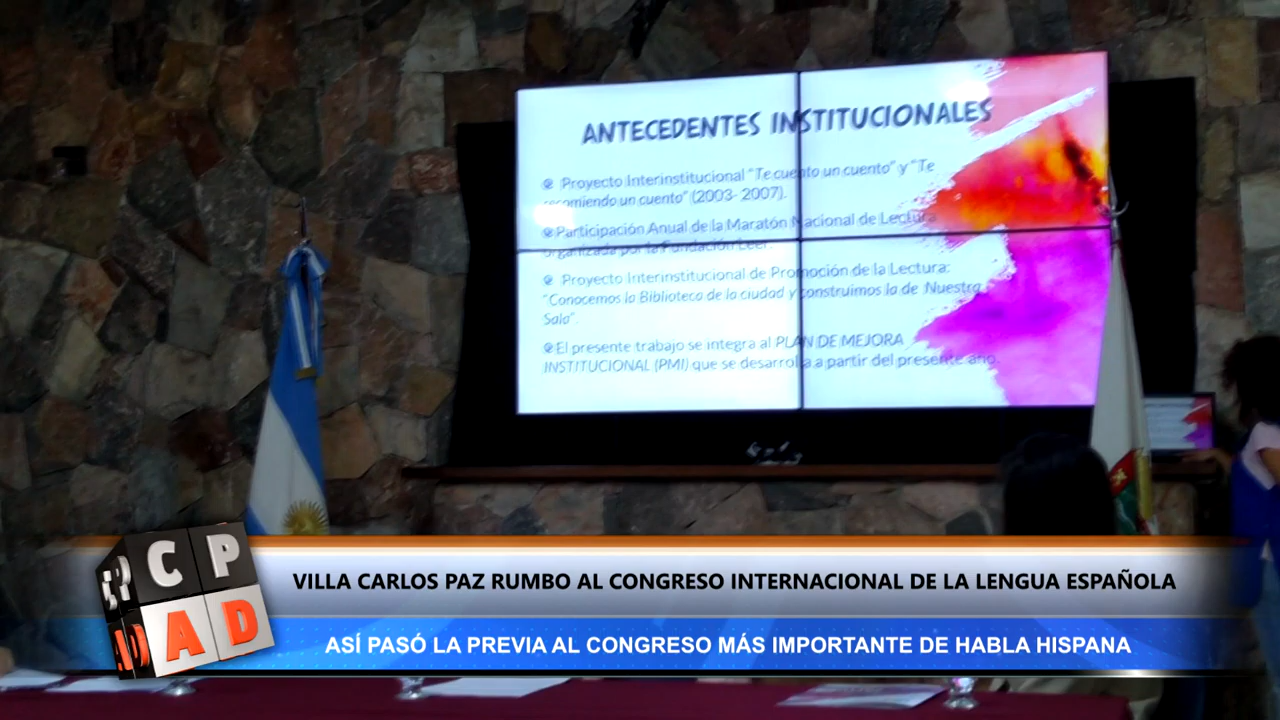 ANTECEDENTES INSTITUCIONALES
Proyecto Interinstitucional "Te cuento un cuento" y "Te
recomiendo un cuento" (2003- 2007).
Participación Anual de la Maratón Nacional de Lectura
organizada por la Fundación Leer.
Proyecto Interinstitucional de Promoción de la Lectura:
"Conocemos la Biblioteca de la ciudad y construimos la de Nuestra
Sala".
El presente trabajo se integra al PLAN DE MEJORA
INSTITUCIONAL (PMI) que se desarrolla a partir del presente año.
CP
AD
VILLA CARLOS PAZ RUMBO AL CONGRESO INTERNACIONAL DE LA LENGUA ESPAÑOLA
ASÍ PASÓ LA PREVIA AL CONGRESO MÁS IMPORTANTE DE HABLA HISPANA